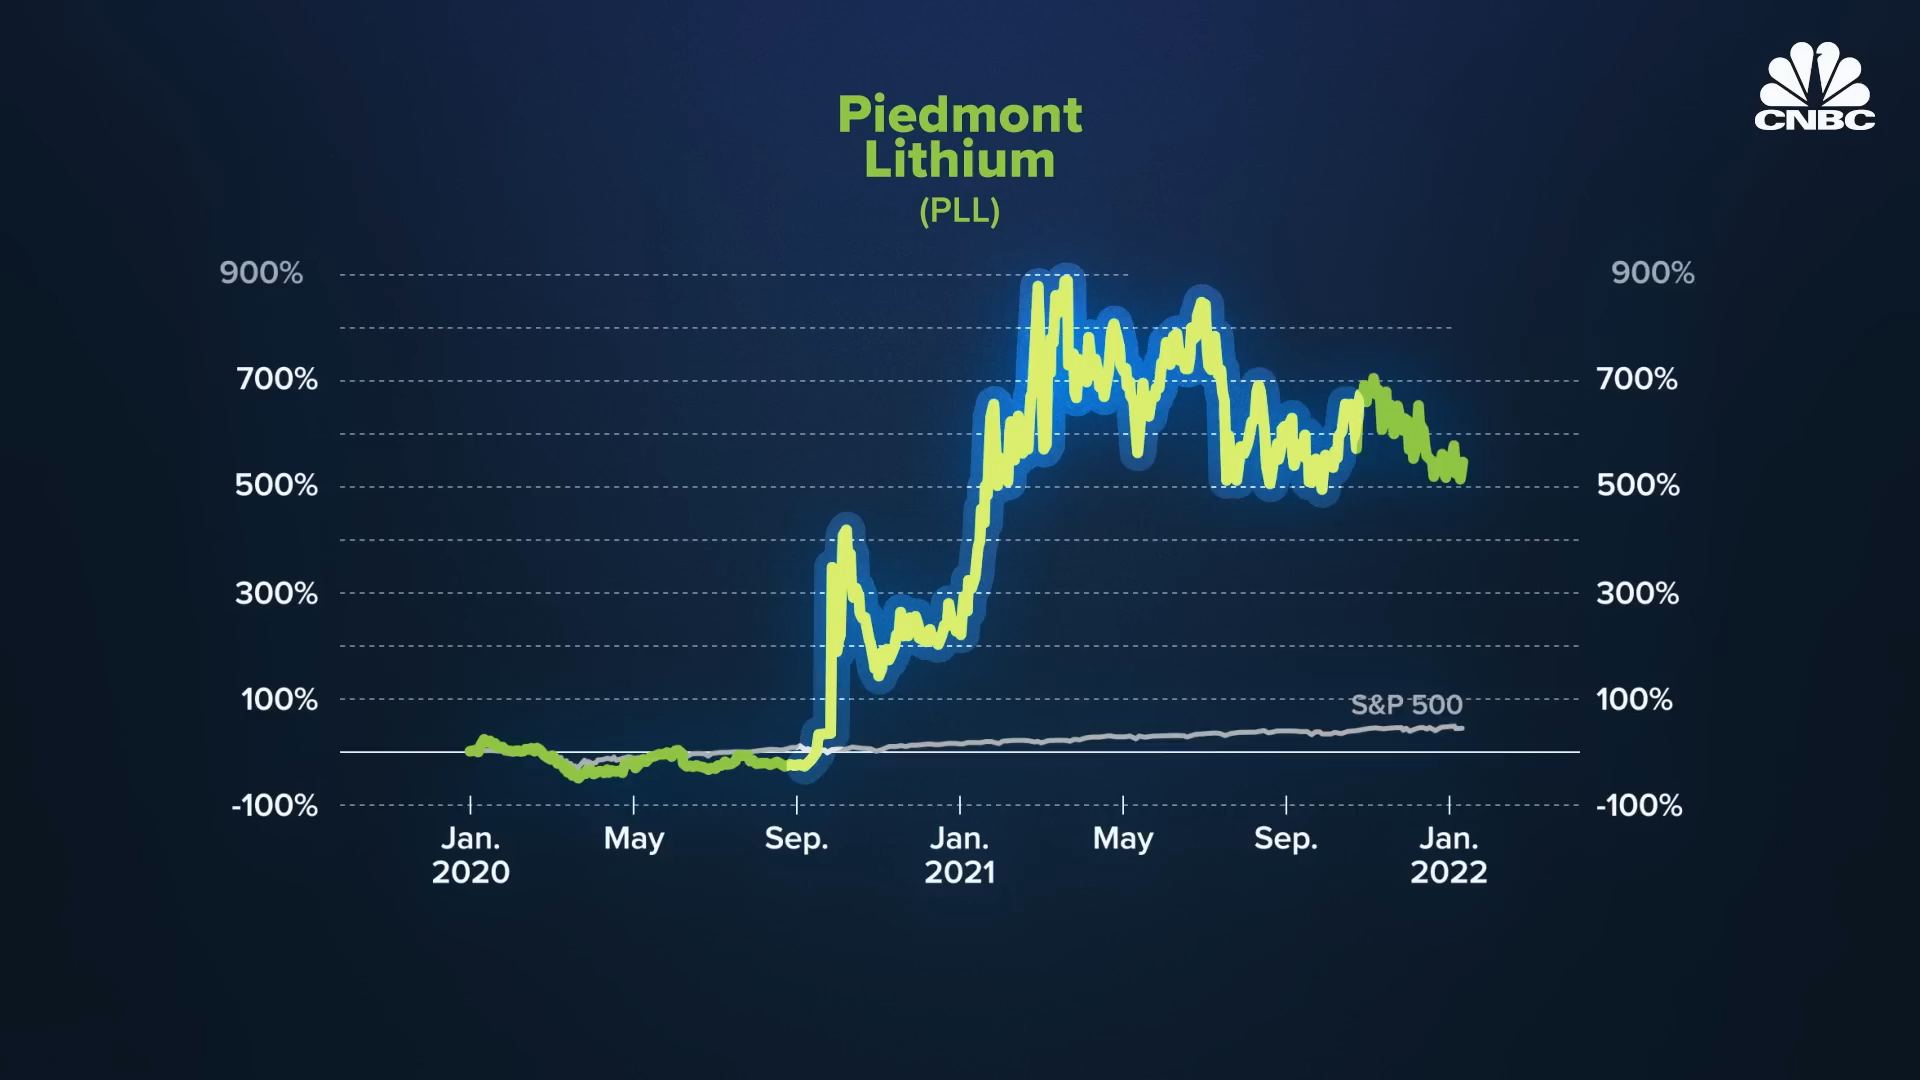 CNBC
Piedmont
Lithium
(PLL)
900% 900%
700% 700%
500% 500%
300% 300%
100% S&P 500 100%
-100% -100%
Jan. May Sep. Jan. May Sep. Jan.
2020 2021 2022